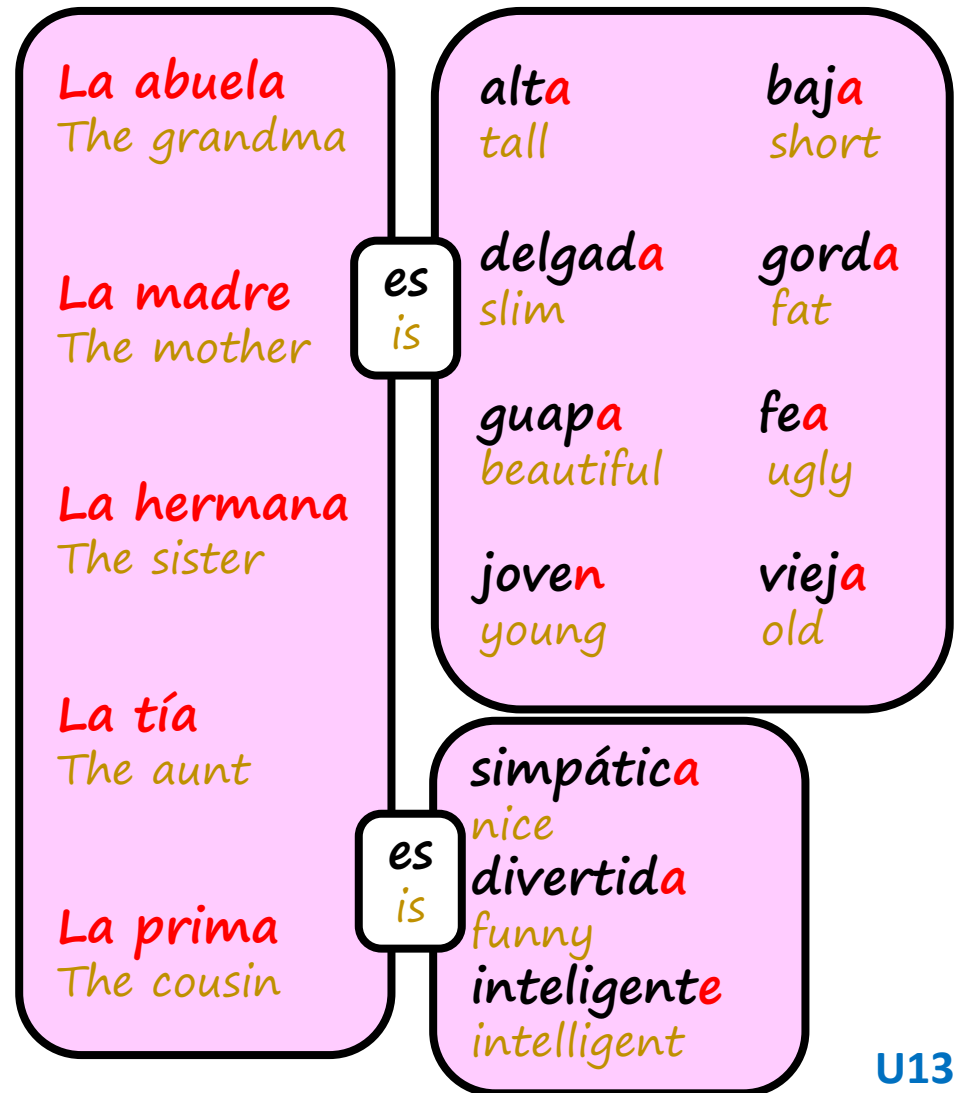 La abuela
The grandma
La madre
The mother
La hermana
The sister
La tía
The aunt
La prima
The cousin
es
is
es
is
alta baja
tall short
delgada gorda
slim fat
guapa fea
beautiful ugly
joven vieja
young old
simpática
nice
divertida
funny
inteligente
intelligent
U13